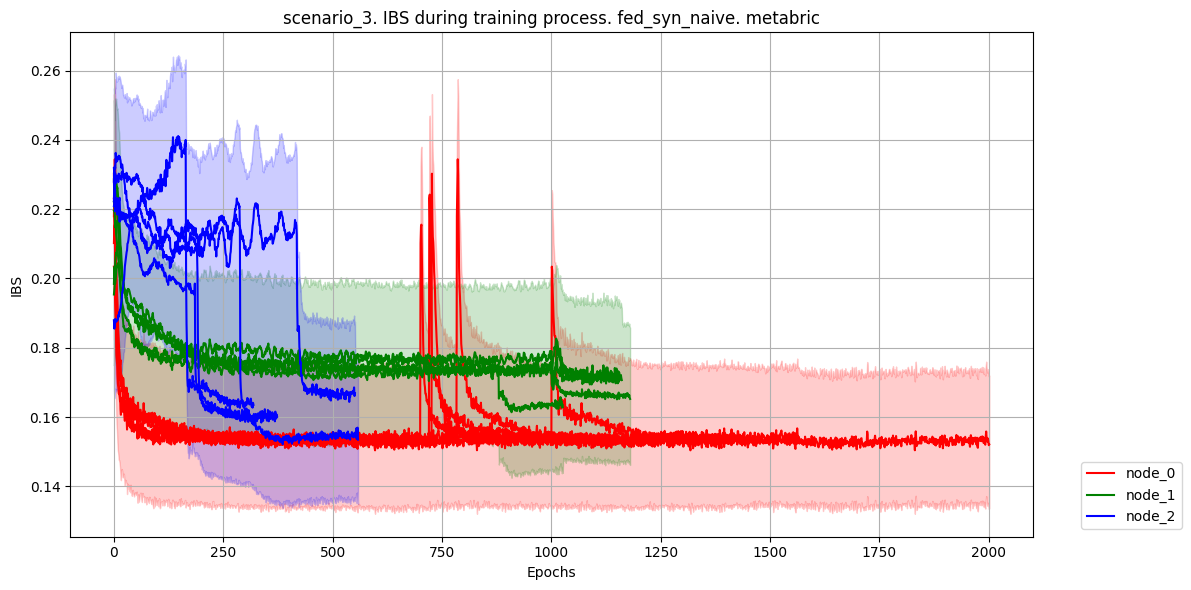 scenario_3. IBS during training process. fed_syn_naive. metabric
0.26
0.24
0.22
0.20
0.18
0.16
0.14
IBS
0 250 500 750 1000 1250 1500 1750 2000
Epochs
node_0
node_1
node_2